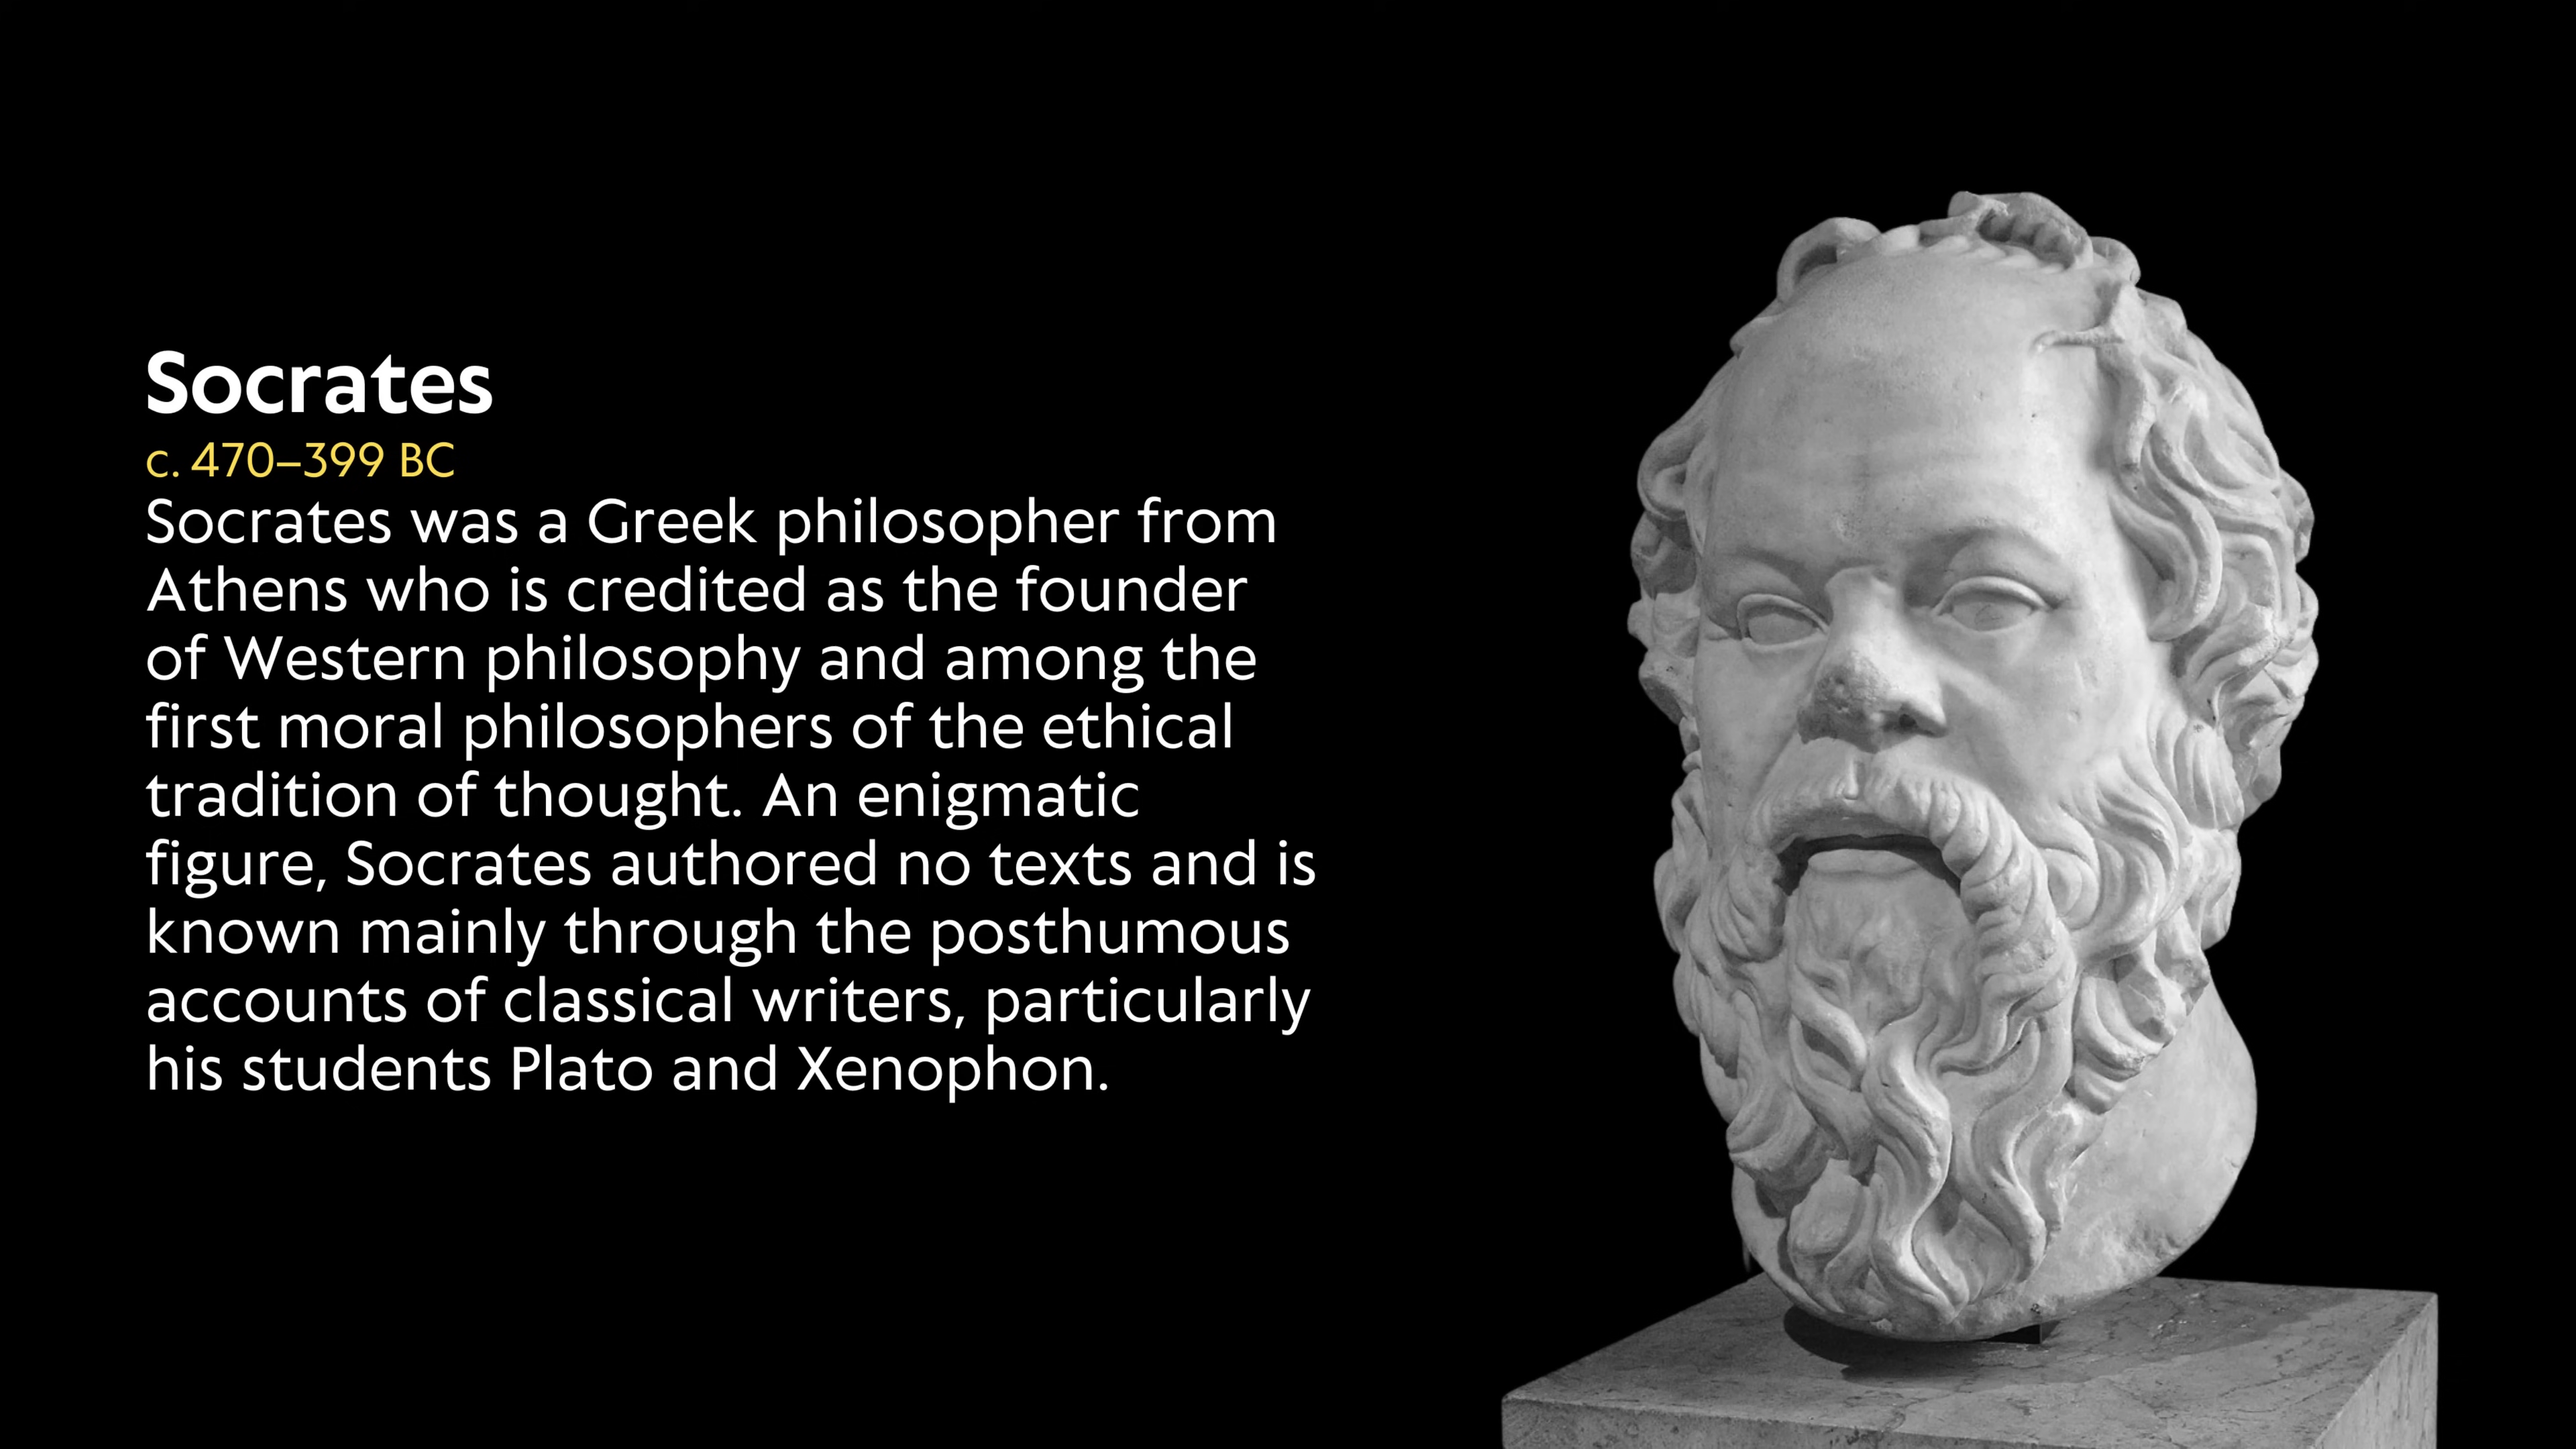 Socrates
c. 470–399 BC
Socrates was a Greek philosopher from
Athens who is credited as the founder
of Western philosophy and among the
first moral philosophers of the ethical
tradition of thought. An enigmatic
figure, Socrates authored no texts and is
known mainly through the posthumous
accounts of classical writers, particularly
his students Plato and Xenophon.